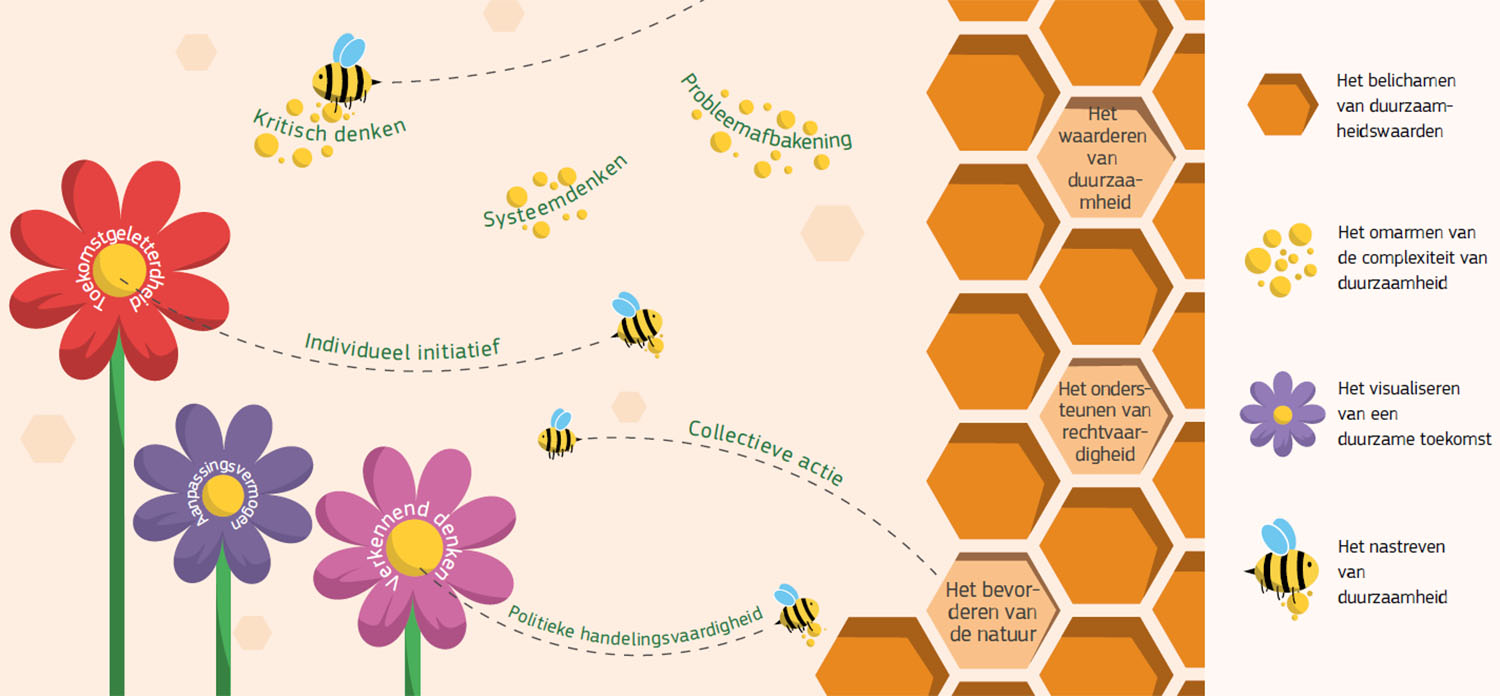 Kritisch denken
Probleemafbakening
Systeemdenken
Toekomstgeletterdheid
Individueel initiatief
Aanpassingsvermogen
Verkennend denken
Collectieve actie
Politieke handelingsvaardigheid
Het
waarderen
van
duurzaa-
mheid
Het onders-
teunen van
rechtvaar-
digheid
Het bevor-
deren van
de natuur
Het belichamen
van duurzaam-
heidswaarden
Het omarmen van
de complexiteit van
duurzaamheid
Het visualiseren
van een
duurzame toekomst
Het nastreven
van
duurzaamheid